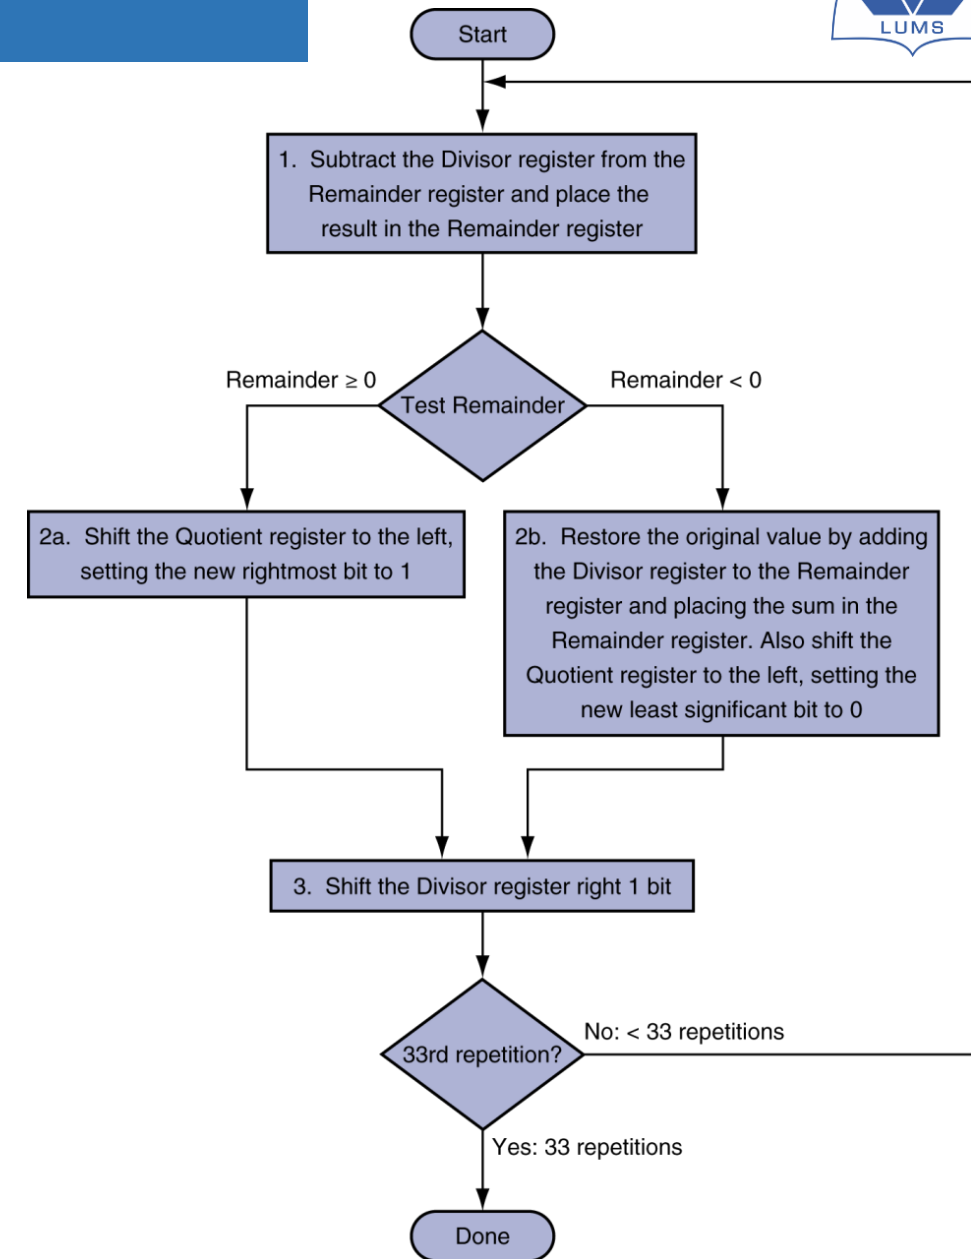 LUMS
Start
1. Subtract the Divisor register from the
Remainder register and place the
result in the Remainder register
Remainder ≥ 0
Remainder < 0
Test Remainder
2a. Shift the Quotient register to the left,
setting the new rightmost bit to 1
2b. Restore the original value by adding
the Divisor register to the Remainder
register and placing the sum in the
Remainder register. Also shift the
Quotient register to the left, setting the
new least significant bit to 0
3. Shift the Divisor register right 1 bit
No: < 33 repetitions
33rd repetition?
Yes: 33 repetitions
Done